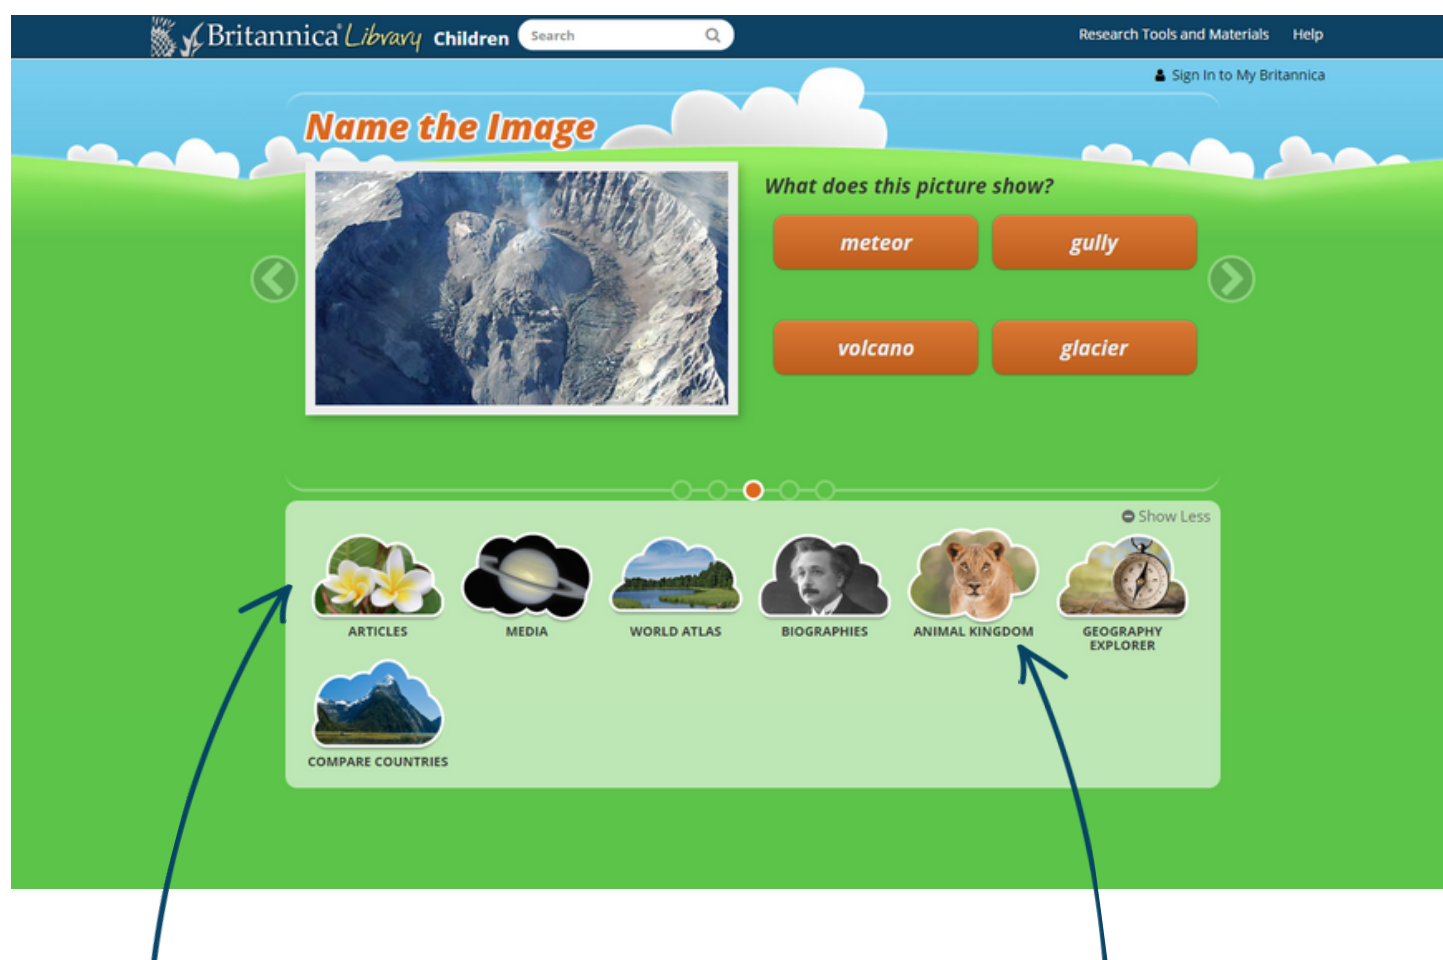 Britannica® Library Children Search
Research Tools and Materials Help
Sign In to My Britannica
Name the Image
What does this picture show?
meteor gully
volcano glacier
Show Less
ARTICLES MEDIA WORLD ATLAS BIOGRAPHIES ANIMAL KINGDOM GEOGRAPHY
EXPLORER
COMPARE COUNTRIES